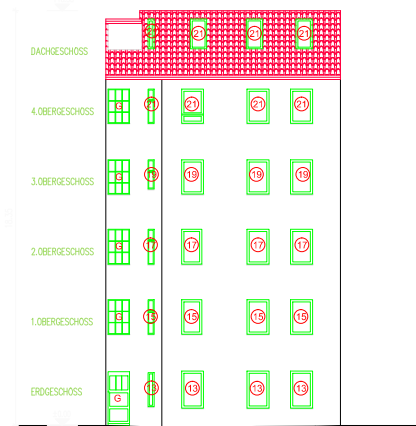 21 21 21 21
DACHGESCHOSS
G 21 21 21 21
4.OBERGESCHOSS
G 19 19 19 19
3.OBERGESCHOSS
G 17 17 17 17
2.OBERGESCHOSS
G 15 15 15 15
1.OBERGESCHOSS
13 13 13 13
ERDGESCHOSS
G